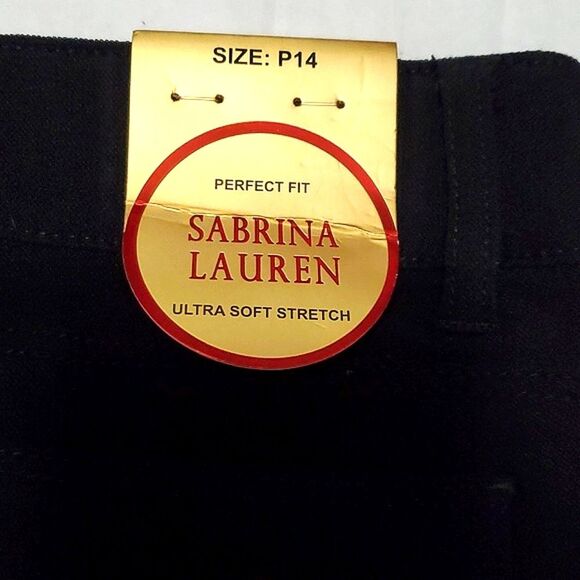 SIZE: P14
PERFECT FIT
SABRINA
LAUREN
ULTRA SOFT STRETCH